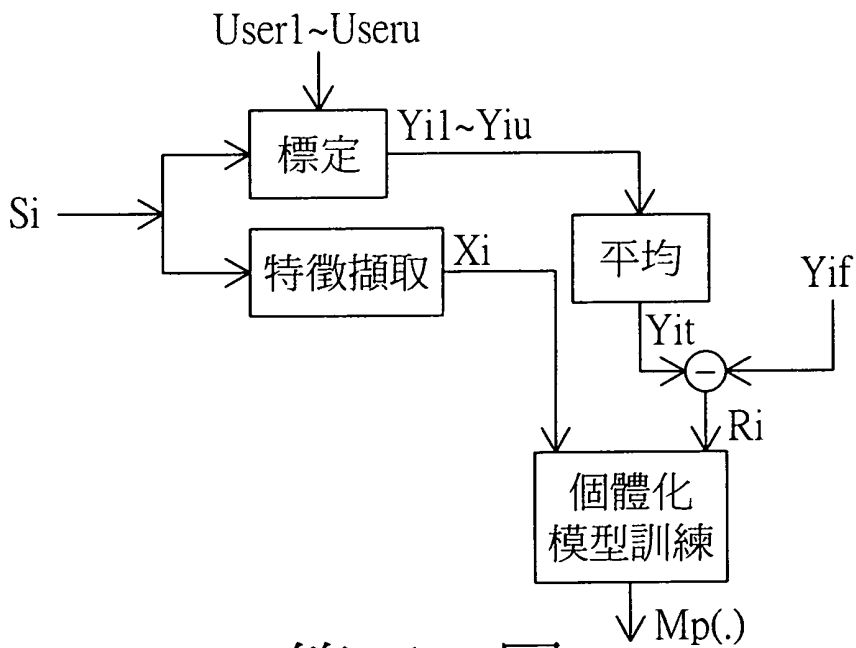 User1~Useru
標定
Yi1~Yiu
Si
特徵擷取
Xi
平均
Yif
Yit
−
Ri
個體化
模型訓練
Mp(.)